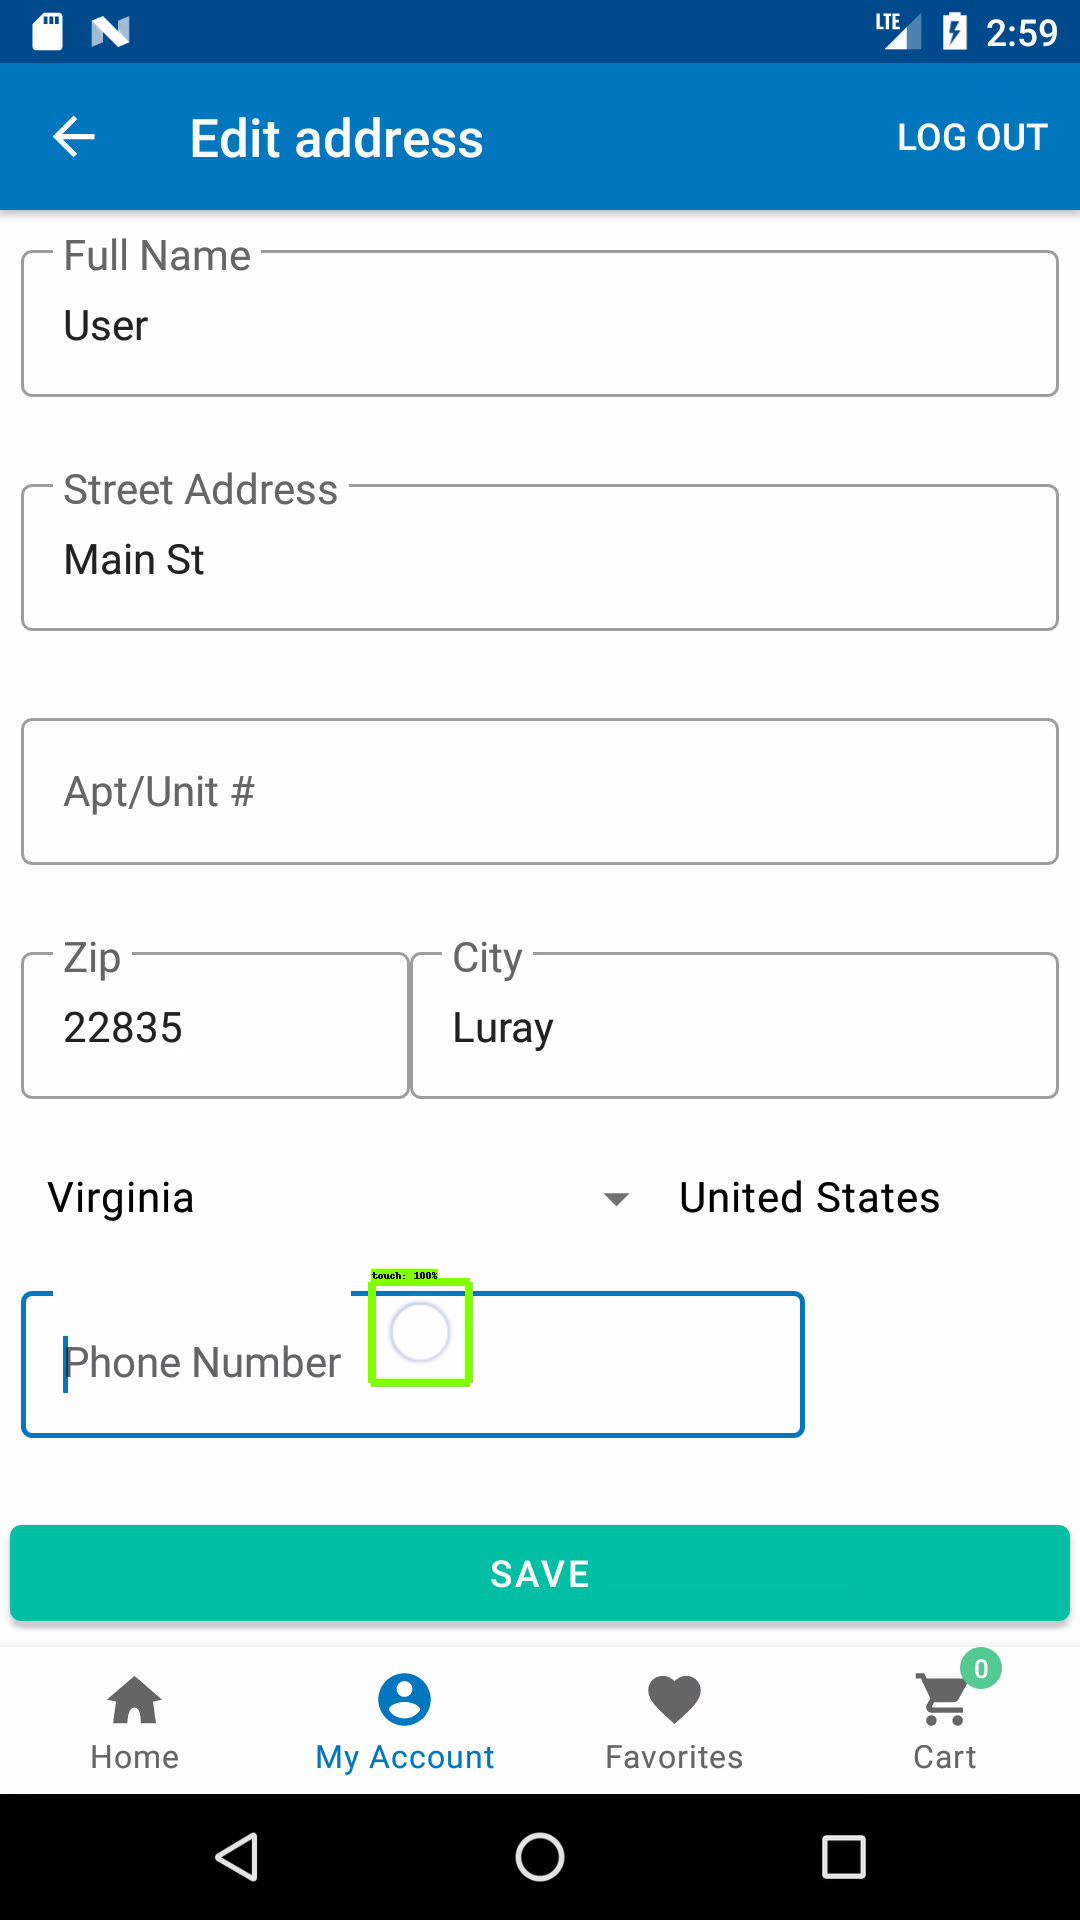 LTE 2:59
Edit address LOG OUT
Full Name
User
Street Address
Main St
Apt/Unit #
Zip City
22835 Luray
Virginia United States
touch: 100%
Phone Number
SAVE
0
Home My Account Favorites Cart